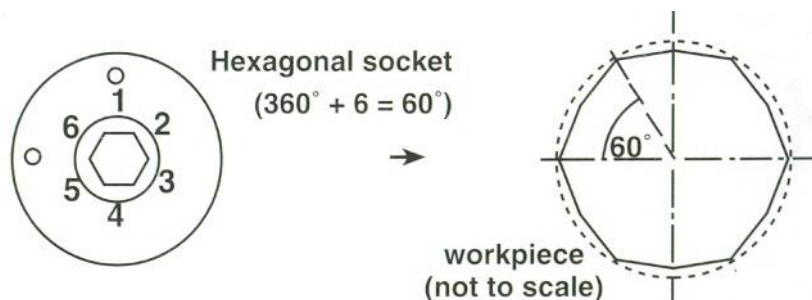 Hexagonal socket
(360° + 6 = 60°)
1
6
2
5
3
4
60°
workpiece
(not to scale)